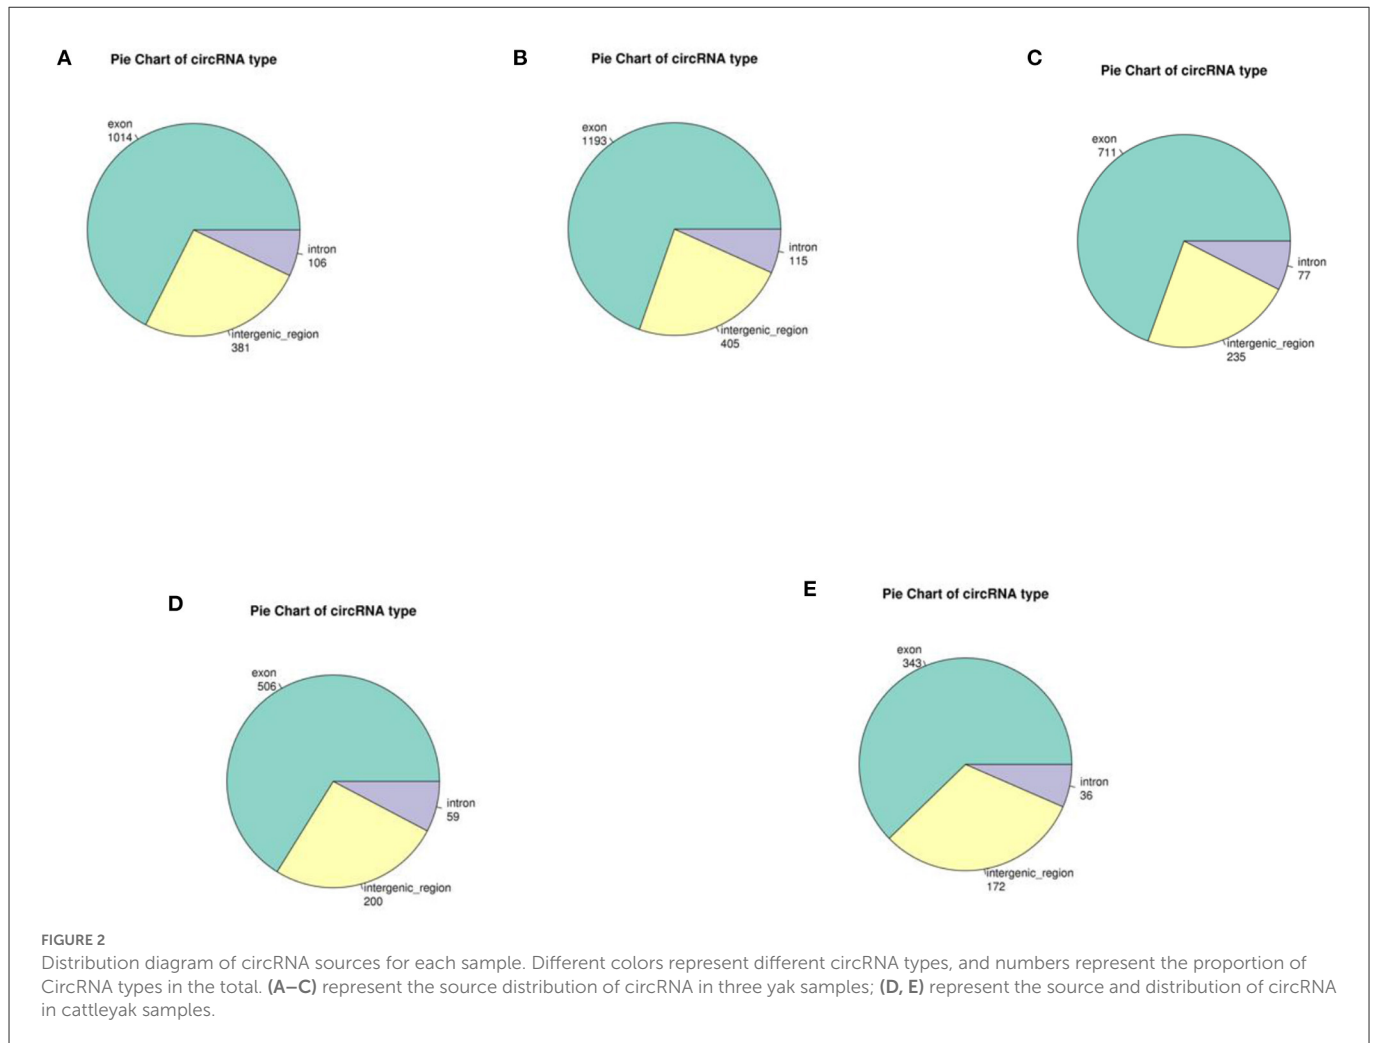 A
Pie Chart of circRNA type
exon
1014
intron
106
intergenic_region
381
B
Pie Chart of circRNA type
exon
1193
intron
115
intergenic_region
405
C
Pie Chart of circRNA type
exon
711
intron
77
intergenic_region
235
D
Pie Chart of circRNA type
exon
506
intron
59
intergenic_region
200
E
Pie Chart of circRNA type
exon
343
intron
36
intergenic_region
172
FIGURE 2
Distribution diagram of circRNA sources for each sample. Different colors represent different circRNA types, and numbers represent the proportion of
CircRNA types in the total. (A–C) represent the source distribution of circRNA in three yak samples; (D, E) represent the source and distribution of circRNA
in cattleyak samples.